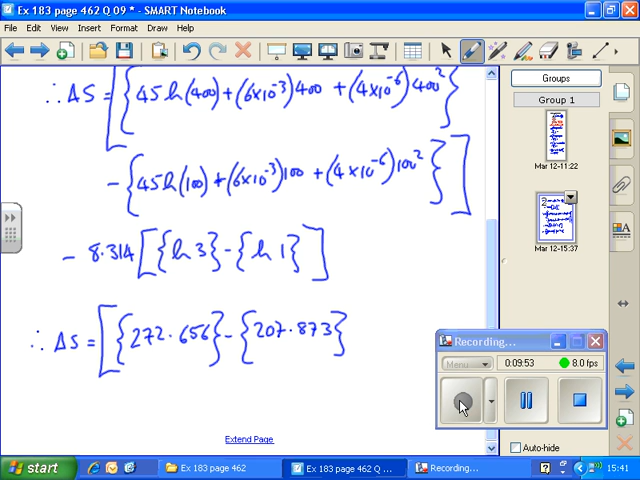 Ex 183 page 462 Q 09 * - SMART Notebook
File Edit View Insert Format Draw Help
∴ ΔS = [{45 ln(400) + (6×10⁻³)400 + (4×10⁻⁶)400²}
- {45 ln(100) + (6×10⁻³)100 + (4×10⁻⁶)100²}]
- 8.314 [{ln 3} - {ln 1}]
∴ ΔS = [{272.656} - {207.873}
Extend Page
Groups
Group 1
Mar 12-11:22
Mar 12-15:37
Recording...
Menu
0:09:53
8.0 fps
Auto-hide
start
Ex 183 page 462
Ex 183 page 462 Q ...
Recording...
15:41